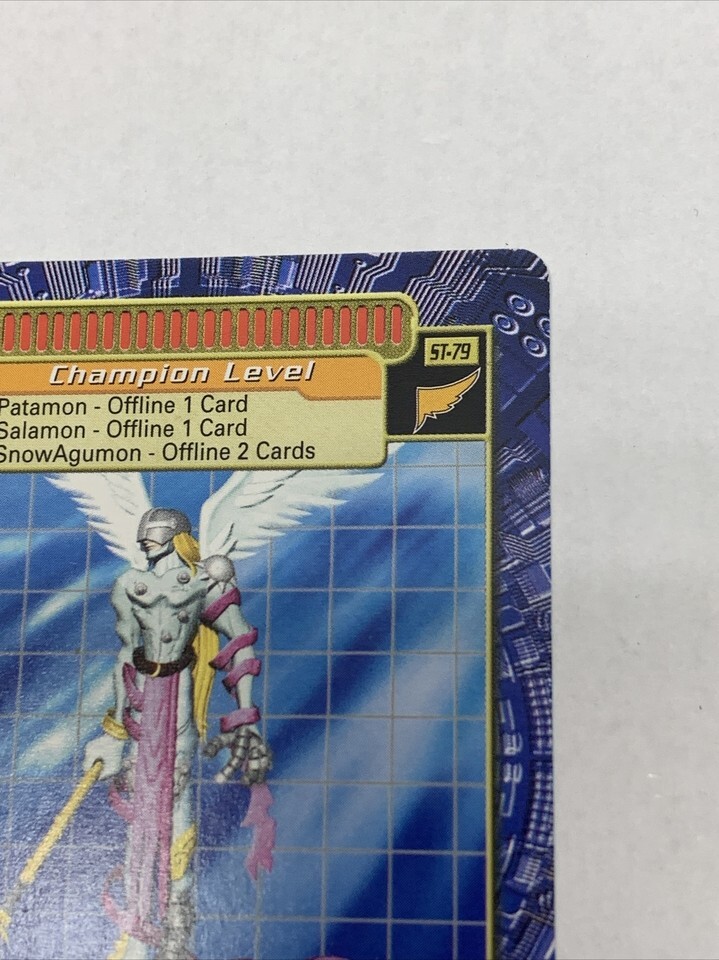 ST-79
Champion Level
Patamon - Offline 1 Card
Salamon - Offline 1 Card
SnowAgumon - Offline 2 Cards